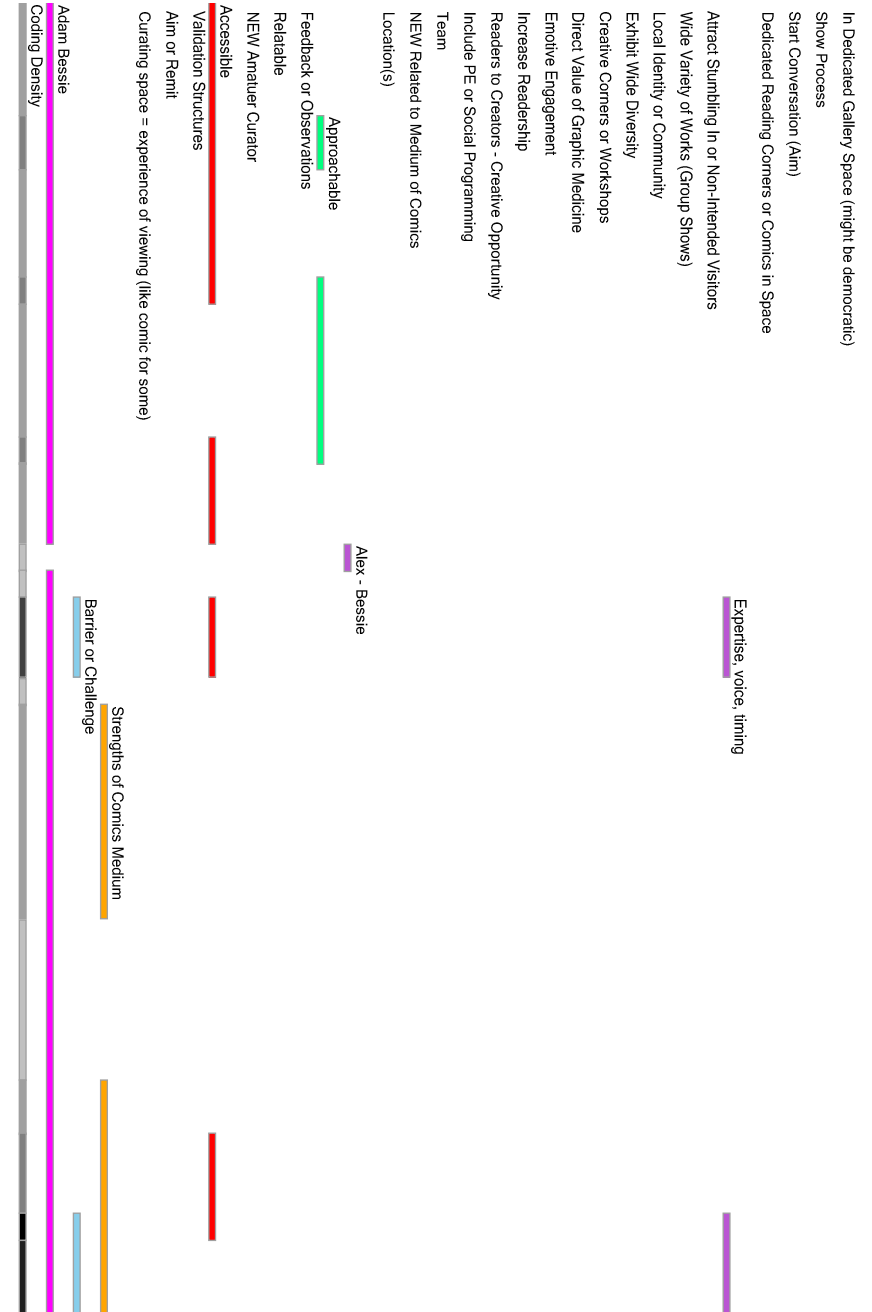 In Dedicated Gallery Space (might be democratic)
Show Process
Start Conversation (Aim)
Dedicated Reading Corners or Comics in Space
Expertise, voice, timing
Attract Stumbling In or Non-Intended Visitors
Wide Variety of Works (Group Shows)
Local Identity or Community
Exhibit Wide Diversity
Creative Corners or Workshops
Direct Value of Graphic Medicine
Emotive Engagement
Increase Readership
Readers to Creators - Creative Opportunity
Include PE or Social Programming
Team
NEW Related to Medium of Comics
Location(s)
Alex - Bessie
Approachable
Feedback or Observations
Relatable
NEW Amatuer Curator
Accessible
Validation Structures
Aim or Remit
Curating space = experience of viewing (like comic for some)
Strengths of Comics Medium
Barrier or Challenge
Adam Bessie
Coding Density